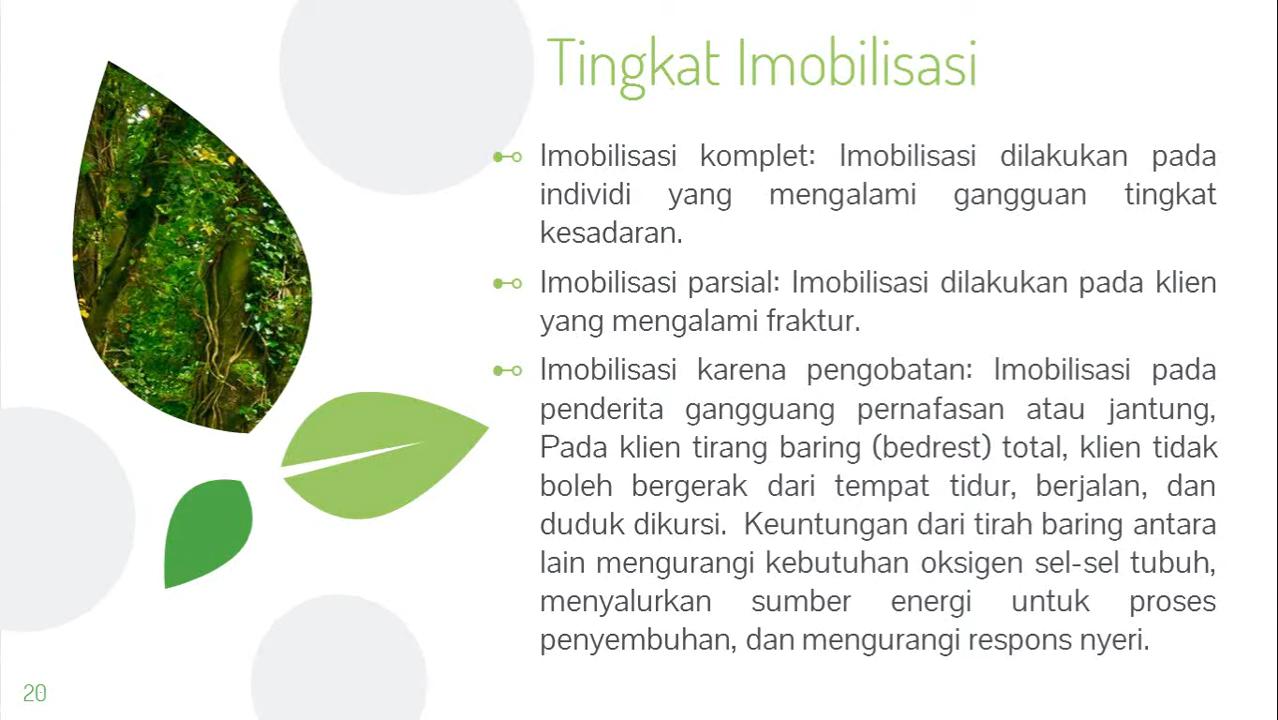 Tingkat Imobilisasi
Imobilisasi komplet: Imobilisasi dilakukan pada
individi yang mengalami gangguan tingkat
kesadaran.
Imobilisasi parsial: Imobilisasi dilakukan pada klien
yang mengalami fraktur.
Imobilisasi karena pengobatan: Imobilisasi pada
penderita gangguang pernafasan atau jantung,
Pada klien tirang baring (bedrest) total, klien tidak
boleh bergerak dari tempat tidur, berjalan, dan
duduk dikursi. Keuntungan dari tirah baring antara
lain mengurangi kebutuhan oksigen sel-sel tubuh,
menyalurkan sumber energi untuk proses
penyembuhan, dan mengurangi respons nyeri.
20